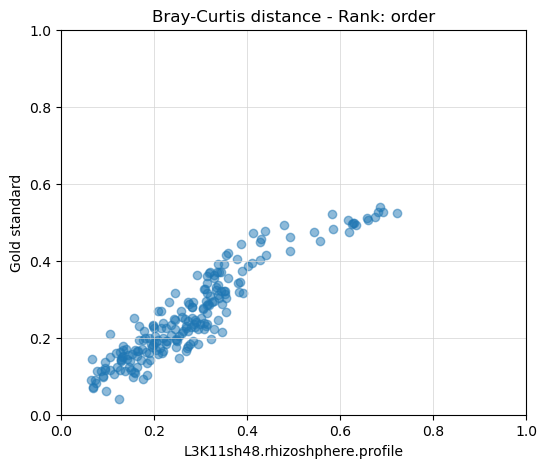 Bray-Curtis distance - Rank: order
1.0
0.8
0.6
0.4
0.2
0.0
Gold standard
0.0 0.2 0.4 0.6 0.8 1.0
L3K11sh48.rhizoshphere.profile